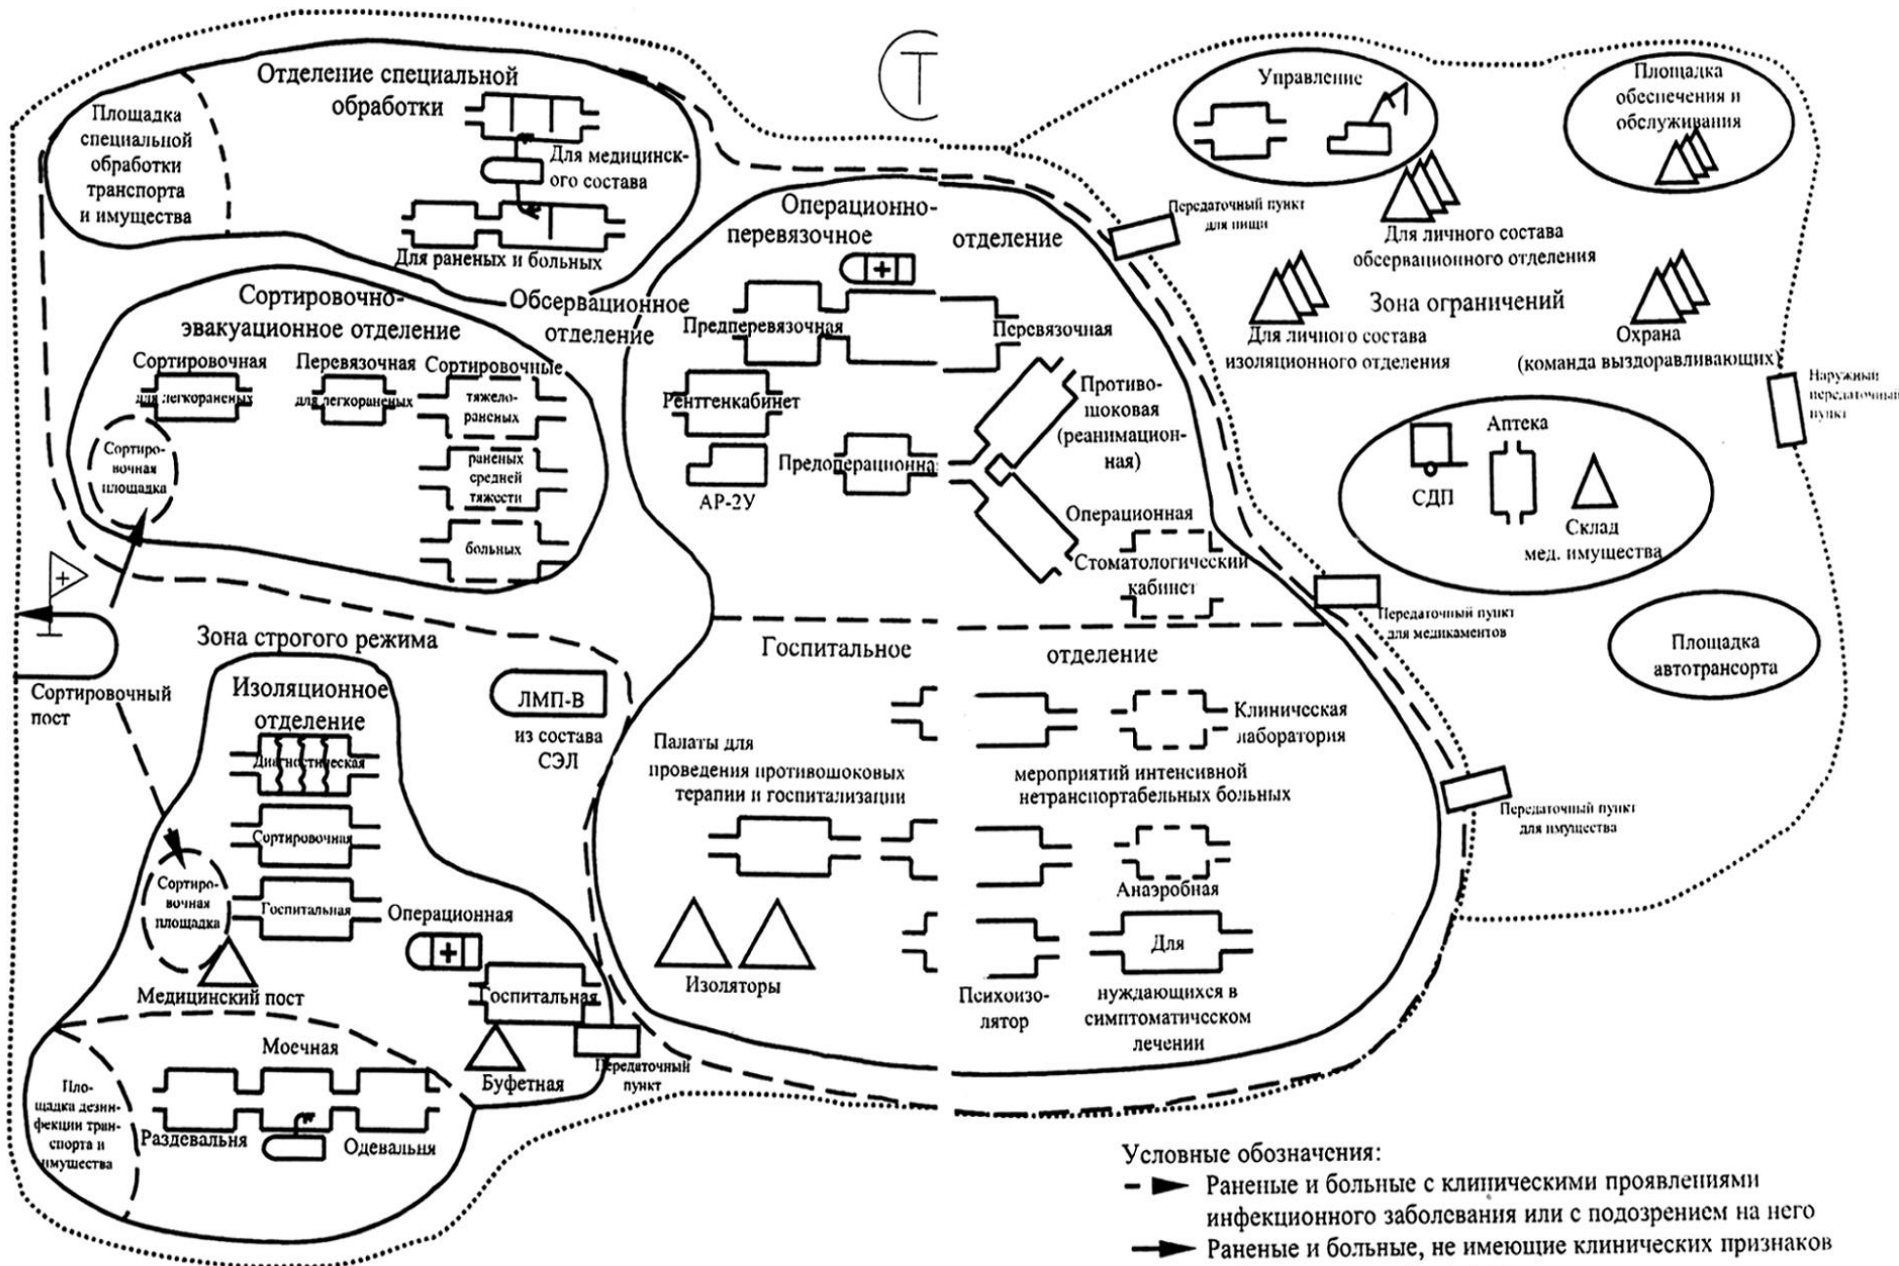 Т
Отделение специальной
обработки
Площадка
специальной
обработки
транспорта
и имущества
Для медицинск-
ого состава
Для раненых и больных
Сортировочно-
эвакуационное отделение
Обсервационное
отделение
Сортировочная
для легкораненых
Перевязочная
для легкораненых
Сортировочные
тяжело-
раненых
раненых
средней
тяжести
больных
Сортиро-
вочная
площадка
Операционно-
перевязочное
отделение
Предперевязочная
Перевязочная
Рентгенкабинет
АР-2У
Предоперационна
Противо-
шоковая
(реанимацион-
ная)
Операционная
Стоматологический
кабинет
Управление
Площадка
обеспечения и
обслуживания
Передаточный пункт
для пищи
Для личного состава
обсервационного отделения
Зона ограничений
Для личного состава
изоляционного отделения
Охрана
(команда выздоравливающих)
Наружный
передаточный
пункт
СДП
Аптека
Склад
мед. имущества
Передаточный пункт
для медикаментов
Площадка
автотрансорта
Передаточный пункт
для имущества
Сортировочный
пост
Зона строгого режима
Изоляционное
отделение
Диагностическая
Сортировочная
Госпитальная
Сортиро-
вочная
площадка
Медицинский пост
ЛМП-В
из состава
СЭЛ
Операционная
Госпитальная
Буфетная
Передаточный
пункт
Моечная
Раздевальня
Одевальня
Пло-
щадка дезин-
фекции тран-
спорта и
имущества
Госпитальное
отделение
Клиническая
лаборатория
Палаты для
проведения противошоковых
мероприятий интенсивной
терапии и госпитализации
нетранспортабельных больных
Анаэробная
Изоляторы
Психоизо-
лятор
Для
нуждающихся в
симптоматическом
лечении
Условные обозначения:
Раненые и больные с клиническими проявлениями
инфекционного заболевания или с подозрением на него
Раненые и больные, не имеющие клинических признаков